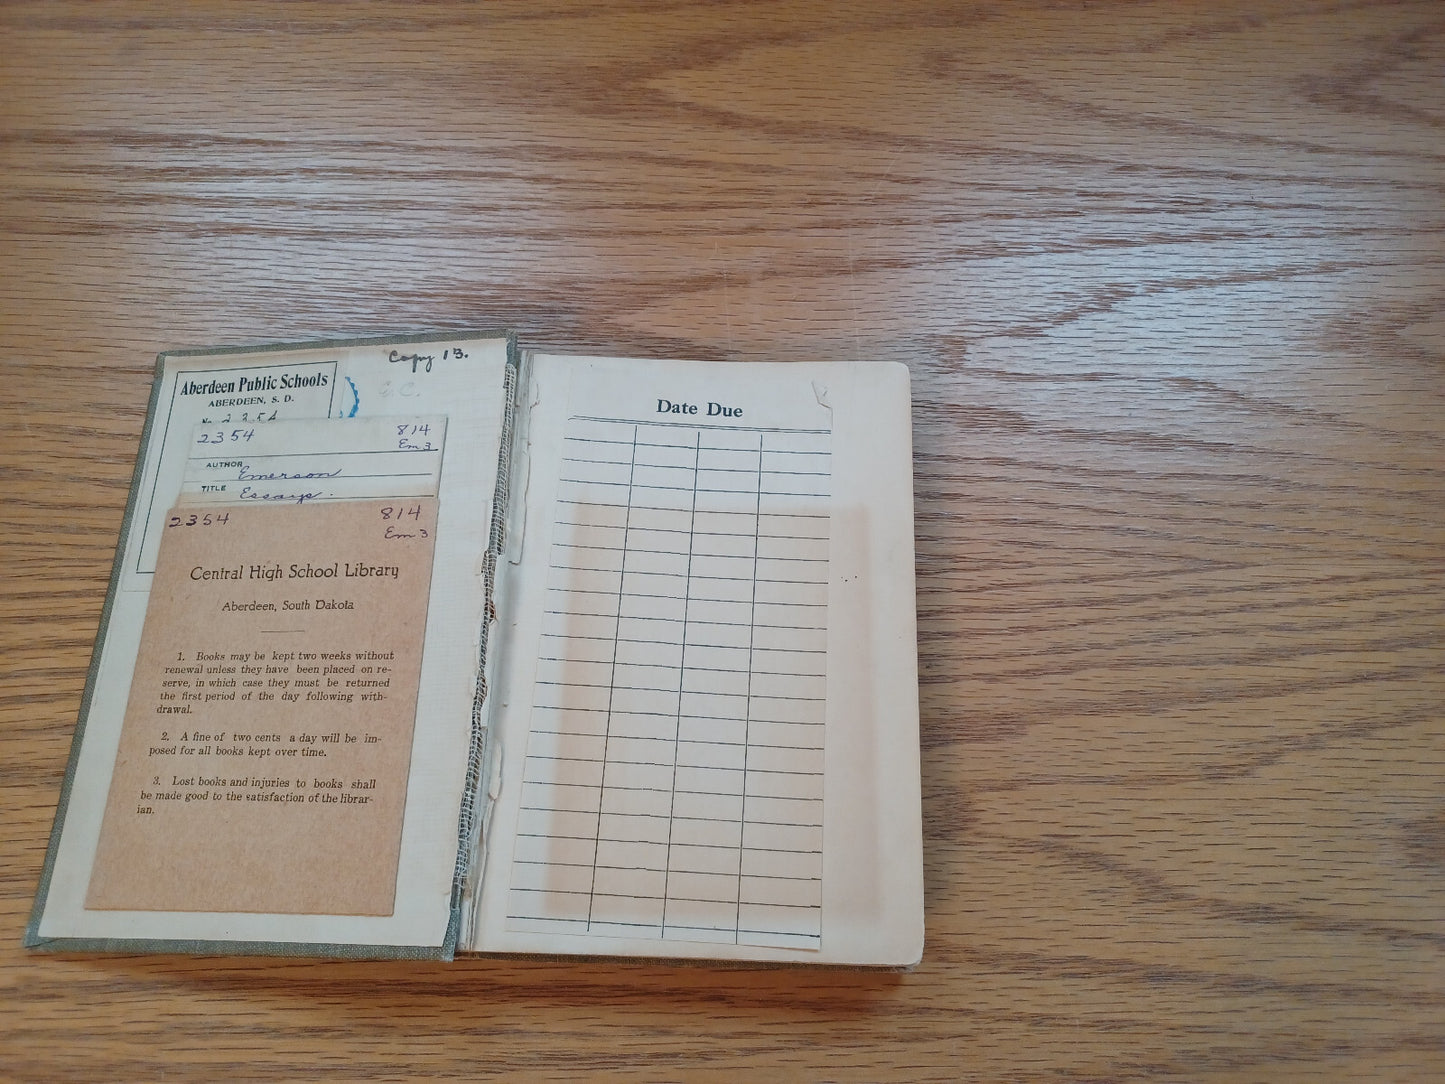 Copy 13.
Aberdeen Public Schools
ABERDEEN, S. D.
No. 2354
2354 814
Em 3
AUTHOR Emerson
TITLE Essays.
2354 814
Em 3
Central High School Library
Aberdeen, South Dakota
1. Books may be kept two weeks without
renewal unless they have been placed on re-
serve, in which case they must be returned
the first period of the day following with-
drawal.
2. A fine of two cents a day will be im-
posed for all books kept over time.
3. Lost books and injuries to books shall
be made good to the satisfaction of the librar-
ian.
Date Due